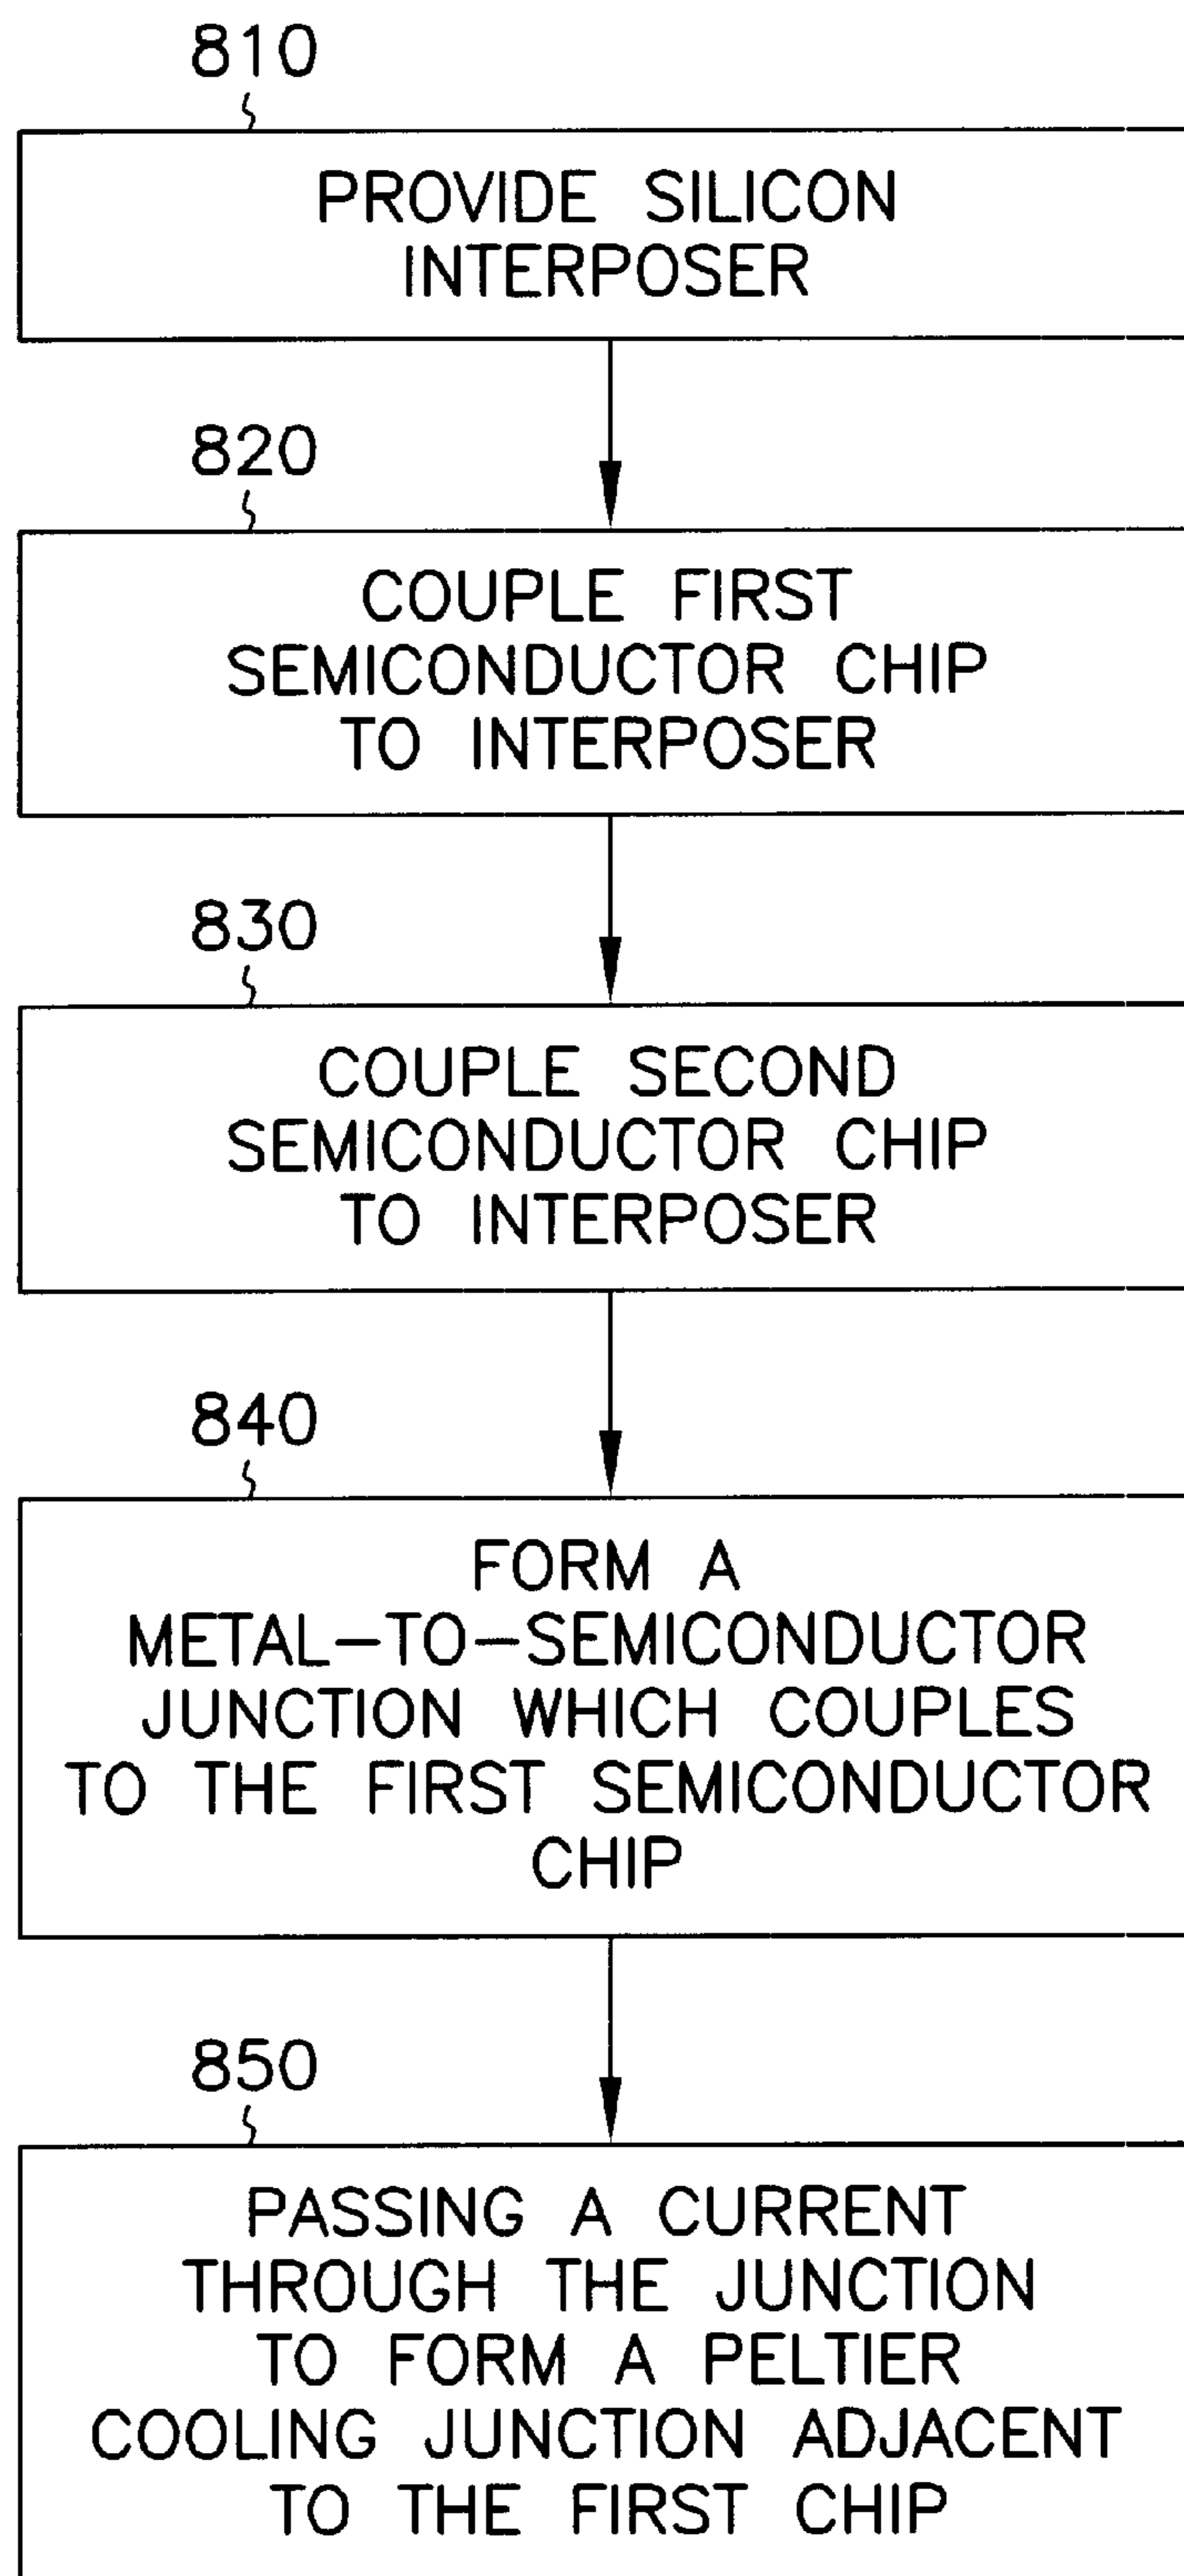 810
PROVIDE SILICON
INTERPOSER
820
COUPLE FIRST
SEMICONDUCTOR CHIP
TO INTERPOSER
830
COUPLE SECOND
SEMICONDUCTOR CHIP
TO INTERPOSER
840
FORM A
METAL-TO-SEMICONDUCTOR
JUNCTION WHICH COUPLES
TO THE FIRST SEMICONDUCTOR
CHIP
850
PASSING A CURRENT
THROUGH THE JUNCTION
TO FORM A PELTIER
COOLING JUNCTION ADJACENT
TO THE FIRST CHIP